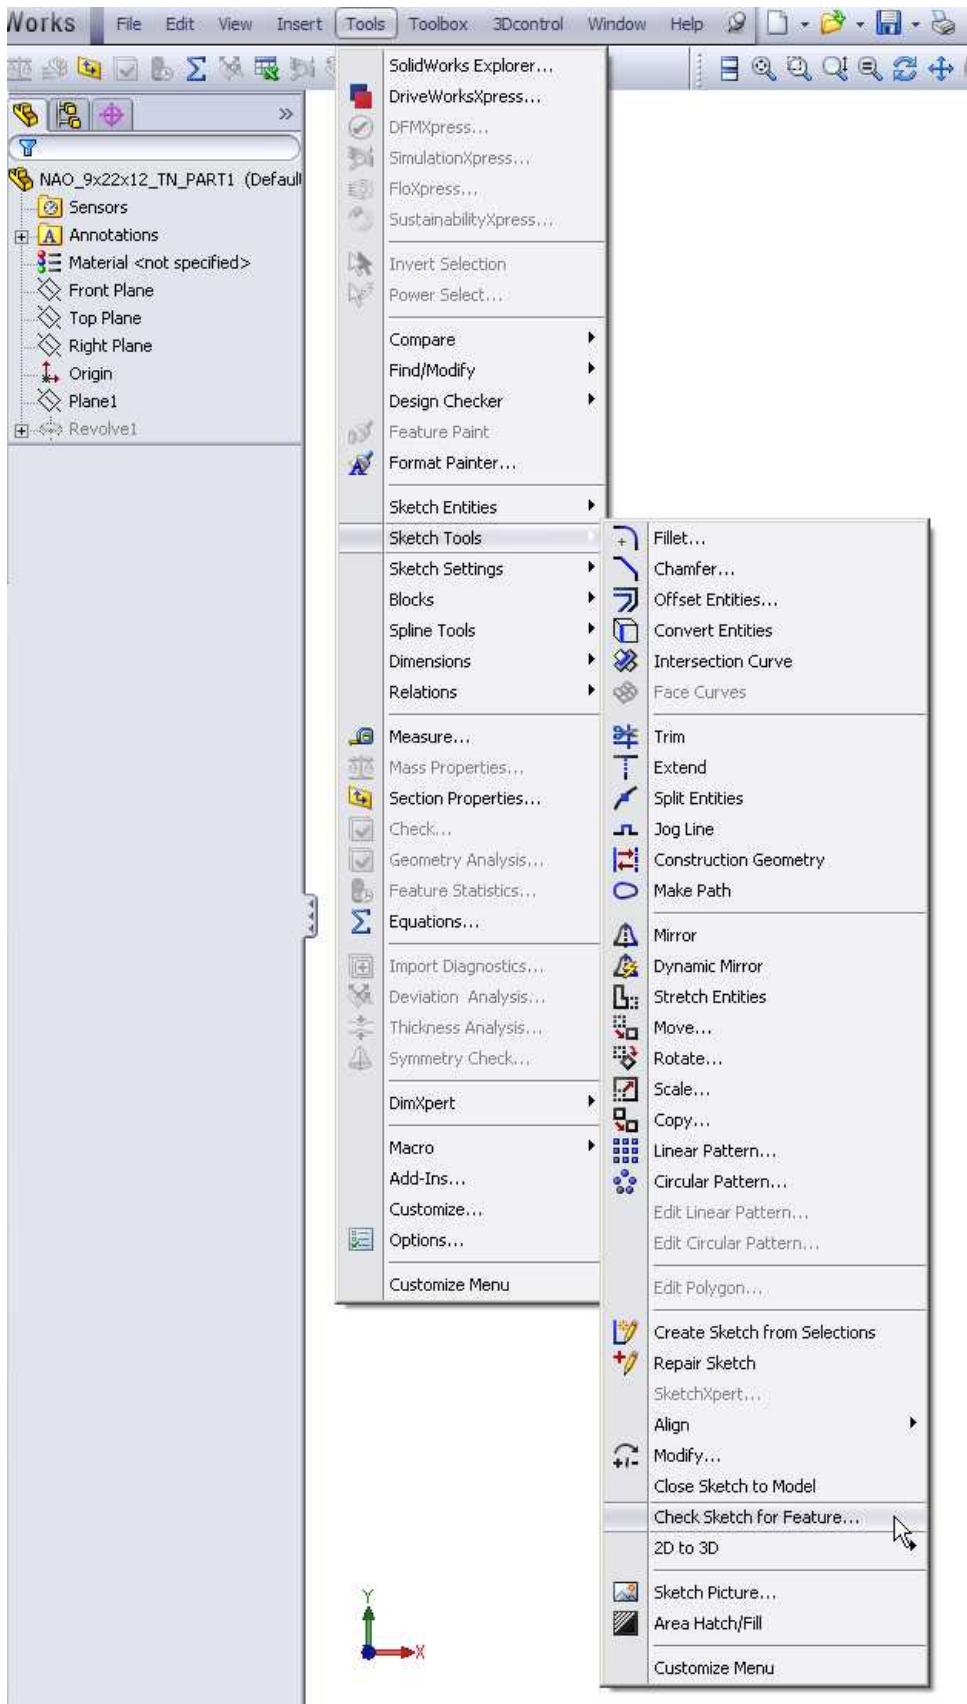 Works File Edit View Insert Tools Toolbox 3Dcontrol Window Help
NAO_9x22x12_TN_PART1 (Defaul
Sensors
Annotations
Material <not specified>
Front Plane
Top Plane
Right Plane
Origin
Plane1
Revolve1
SolidWorks Explorer...
DriveWorksXpress...
DFMXpress...
SimulationXpress...
FloXpress...
SustainabilityXpress...
Invert Selection
Power Select...
Compare
Find/Modify
Design Checker
Feature Paint
Format Painter...
Sketch Entities
Sketch Tools
Sketch Settings
Blocks
Spline Tools
Dimensions
Relations
Measure...
Mass Properties...
Section Properties...
Check...
Geometry Analysis...
Feature Statistics...
Equations...
Import Diagnostics...
Deviation Analysis...
Thickness Analysis...
Symmetry Check...
DimXpert
Macro
Add-Ins...
Customize...
Options...
Customize Menu
Fillet...
Chamfer...
Offset Entities...
Convert Entities
Intersection Curve
Face Curves
Trim
Extend
Split Entities
Jog Line
Construction Geometry
Make Path
Mirror
Dynamic Mirror
Stretch Entities
Move...
Rotate...
Scale...
Copy...
Linear Pattern...
Circular Pattern...
Edit Linear Pattern...
Edit Circular Pattern...
Edit Polygon...
Create Sketch from Selections
Repair Sketch
SketchXpert...
Align
Modify...
Close Sketch to Model
Check Sketch for Feature...
2D to 3D
Sketch Picture...
Area Hatch/Fill
Customize Menu
Y
X